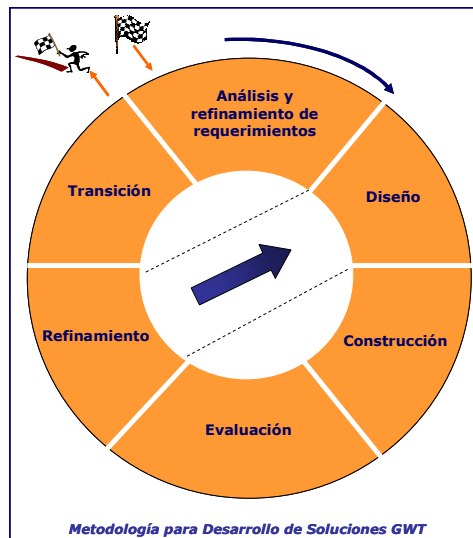 Análisis y
refinamiento de
requerimientos
Transición
Diseño
Refinamiento
Construcción
Evaluación
Metodología para Desarrollo de Soluciones GWT